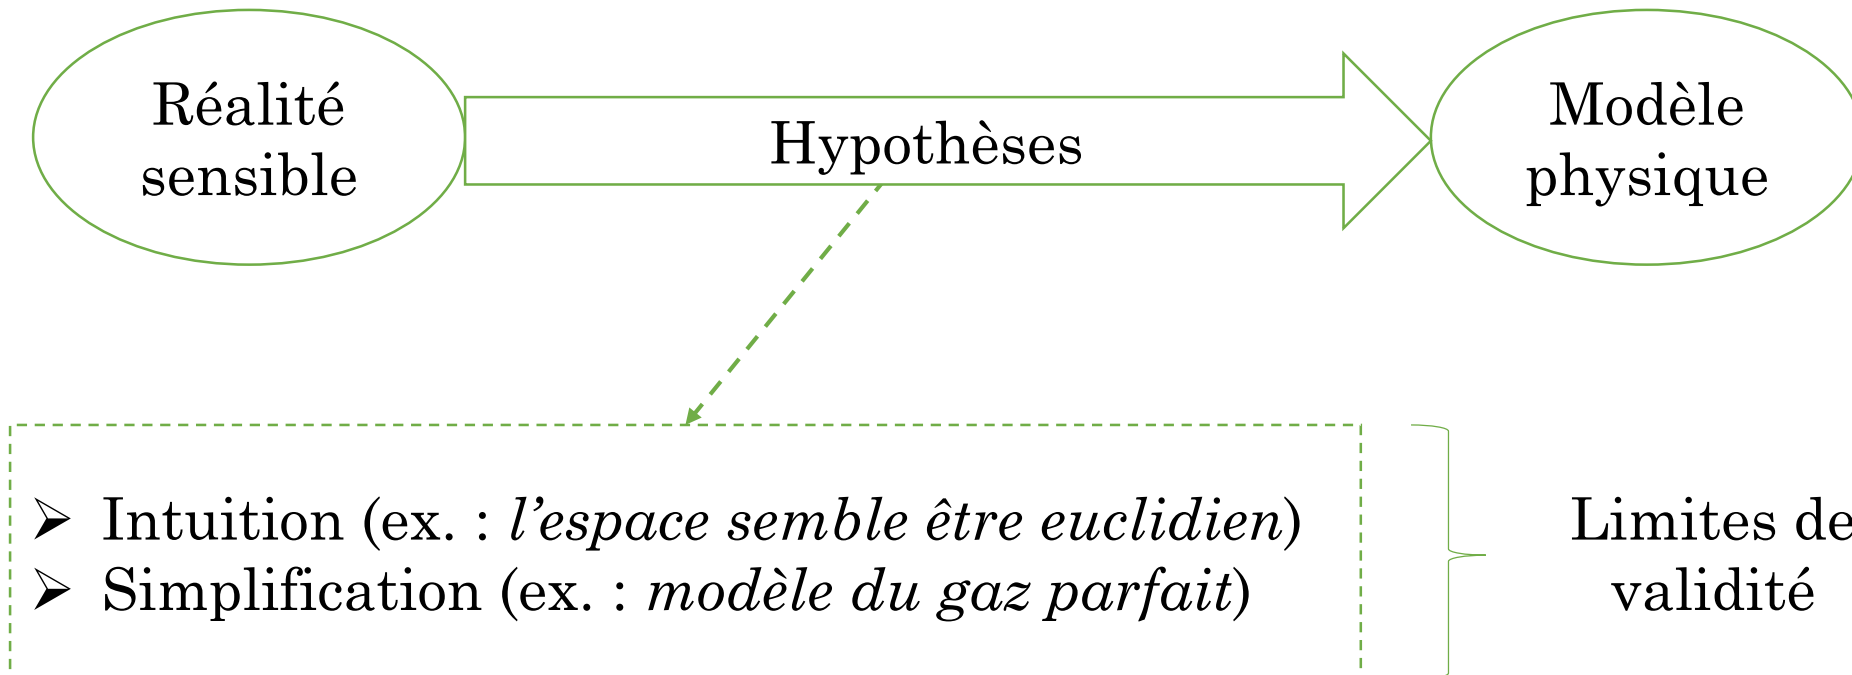 Réalité
sensible
Hypothèses
Modèle
physique
➢ Intuition (ex. : l’espace semble être euclidien)
➢ Simplification (ex. : modèle du gaz parfait)
Limites de
validité